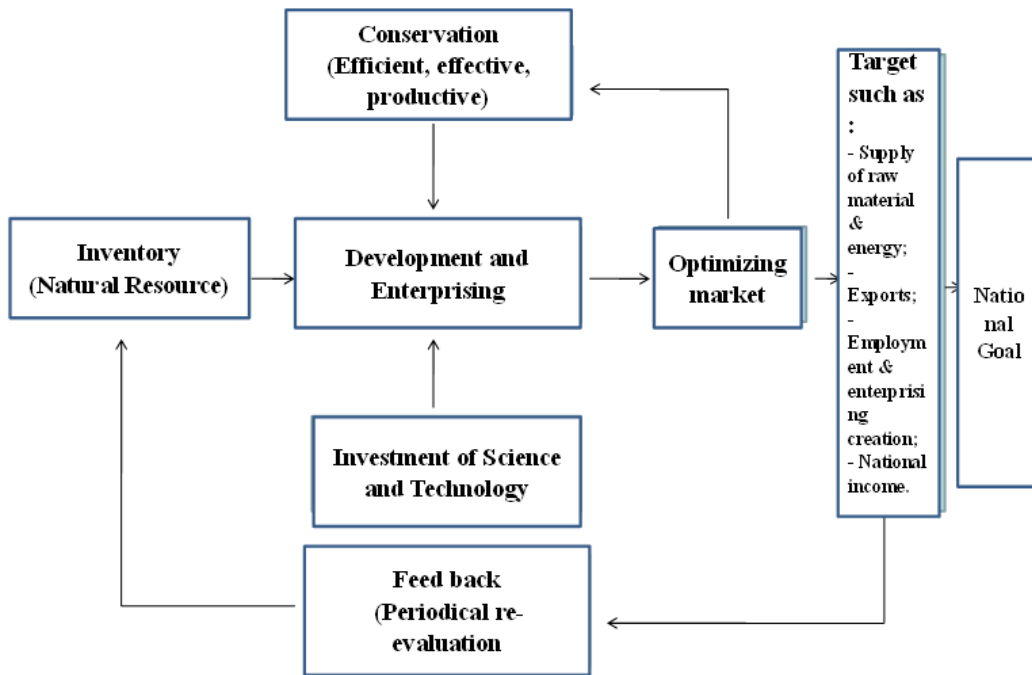 Conservation
(Efficient, effective,
productive)
Target
such as
:
- Supply
of raw
material
&
energy;
-
Exports;
-
Employm
ent &
enterprisi
ng
creation;
- National
income.
Inventory
(Natural Resource)
Development and
Enterprising
Optimizing
market
Natio
nal
Goal
Investment of Science
and Technology
Feed back
(Periodical re-
evaluation